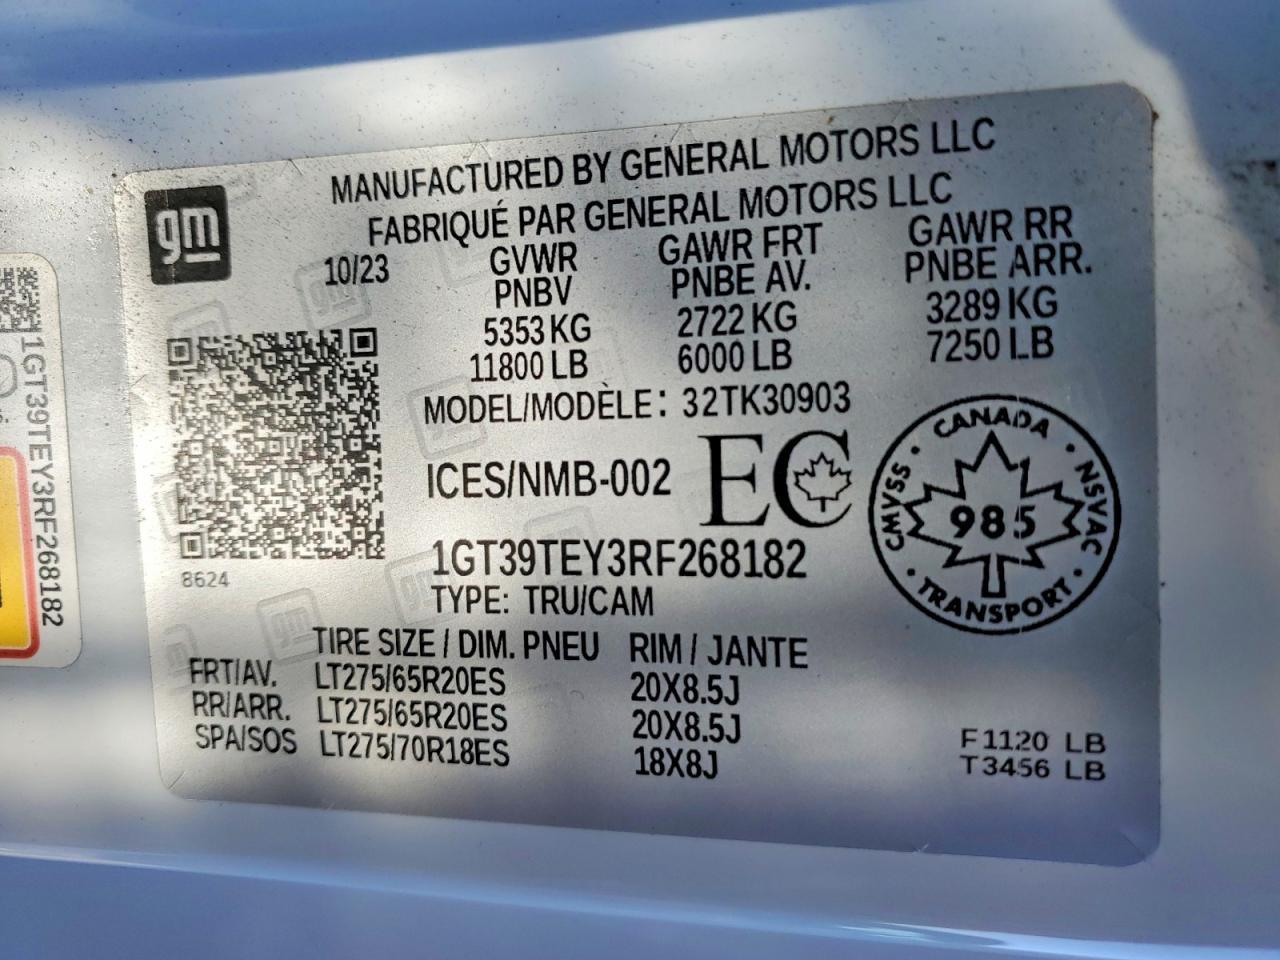 gm
MANUFACTURED BY GENERAL MOTORS LLC
FABRIQUÉ PAR GENERAL MOTORS LLC
10/23
GVWR
PNBV
5353 KG
11800 LB
GAWR FRT
PNBE AV.
2722 KG
6000 LB
GAWR RR
PNBE ARR.
3289 KG
7250 LB
MODEL/MODÈLE: 32TK30903
ICES/NMB-002 EC
CANADA
CMVSS · NSVAC
985
TRANSPORT
8624
1GT39TEY3RF268182
TYPE: TRU/CAM
TIRE SIZE / DIM. PNEU RIM / JANTE
FRT/AV. LT275/65R20ES 20X8.5J
RR/ARR. LT275/65R20ES 20X8.5J
SPA/SOS LT275/70R18ES 18X8J
F1120 LB
T3456 LB
1GT39TEY3RF268182